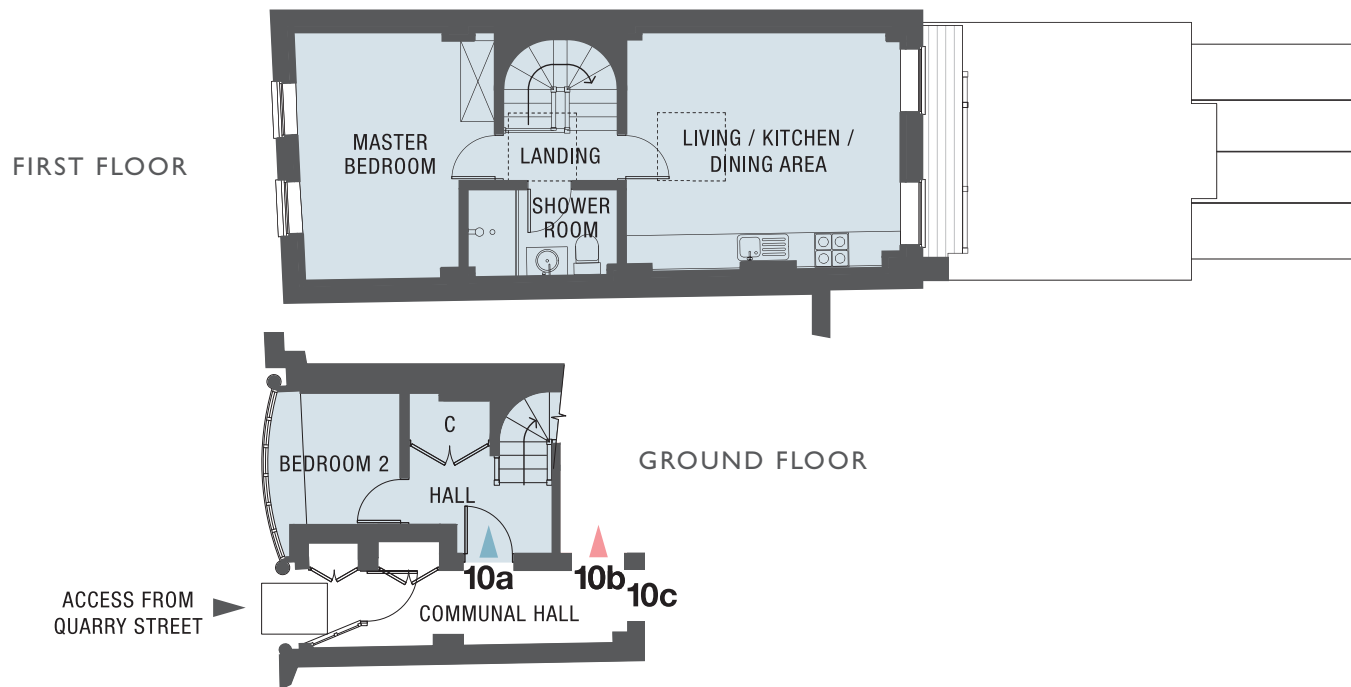 FIRST FLOOR
MASTER
BEDROOM
LANDING
LIVING / KITCHEN /
DINING AREA
SHOWER
ROOM
C
BEDROOM 2
HALL
GROUND FLOOR
10a
10b
10c
ACCESS FROM
QUARRY STREET
COMMUNAL HALL